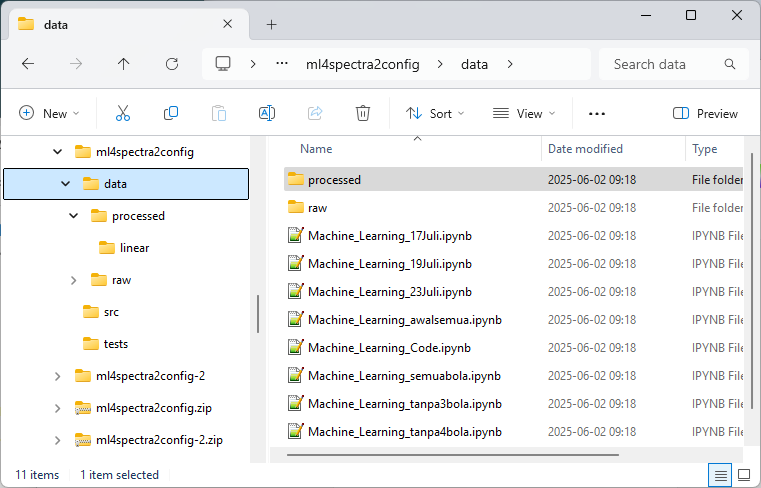 data
ml4spectra2config data
Search data
New Sort View Preview
ml4spectra2config
data
processed
linear
raw
src
tests
ml4spectra2config-2
ml4spectra2config.zip
ml4spectra2config-2.zip
Name Date modified Type
processed 2025-06-02 09:18 File folder
raw 2025-06-02 09:18 File folder
Machine_Learning_17Juli.ipynb 2025-06-02 09:18 IPYNB File
Machine_Learning_19Juli.ipynb 2025-06-02 09:18 IPYNB File
Machine_Learning_23Juli.ipynb 2025-06-02 09:18 IPYNB File
Machine_Learning_awalsemua.ipynb 2025-06-02 09:18 IPYNB File
Machine_Learning_Code.ipynb 2025-06-02 09:18 IPYNB File
Machine_Learning_semuabola.ipynb 2025-06-02 09:18 IPYNB File
Machine_Learning_tanpa3bola.ipynb 2025-06-02 09:18 IPYNB File
Machine_Learning_tanpa4bola.ipynb 2025-06-02 09:18 IPYNB File
11 items 1 item selected